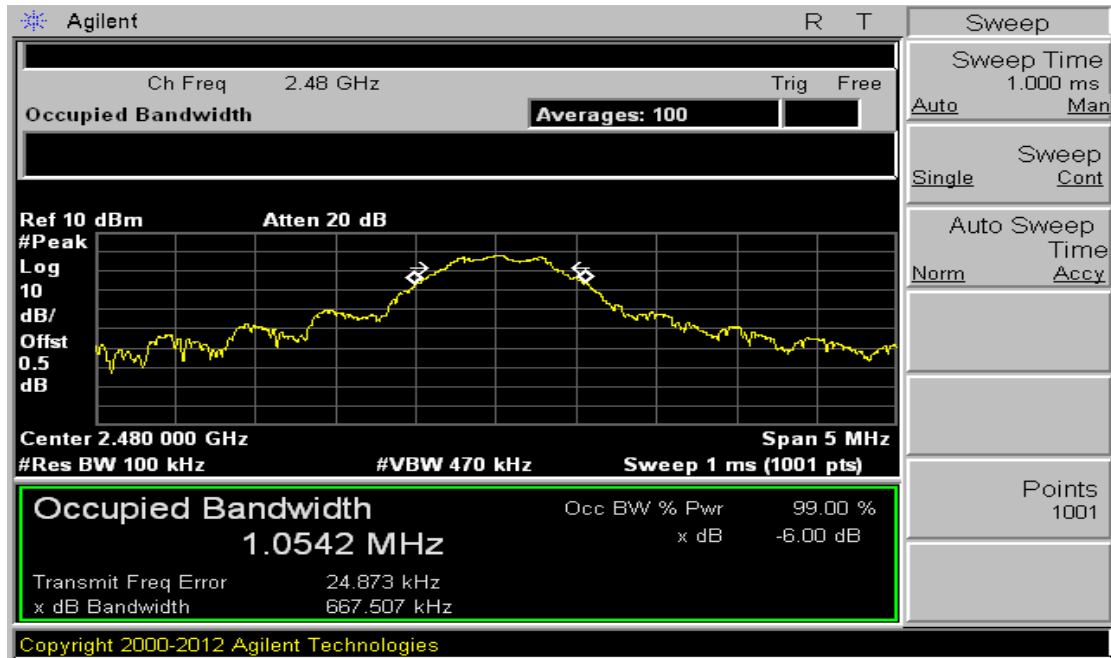 Agilent R T
Ch Freq 2.48 GHz Trig Free
Occupied Bandwidth Averages: 100
Ref 10 dBm Atten 20 dB
#Peak
Log
10
dB/
Offst
0.5
dB
Center 2.480 000 GHz Span 5 MHz
#Res BW 100 kHz #VBW 470 kHz Sweep 1 ms (1001 pts)
Occupied Bandwidth Occ BW % Pwr 99.00 %
1.0542 MHz x dB -6.00 dB
Transmit Freq Error 24.873 kHz
x dB Bandwidth 667.507 kHz
Copyright 2000-2012 Agilent Technologies
Sweep
Sweep Time
1.000 ms
Auto Man
Sweep
Single Cont
Auto Sweep
Time
Norm Accy
Points
1001